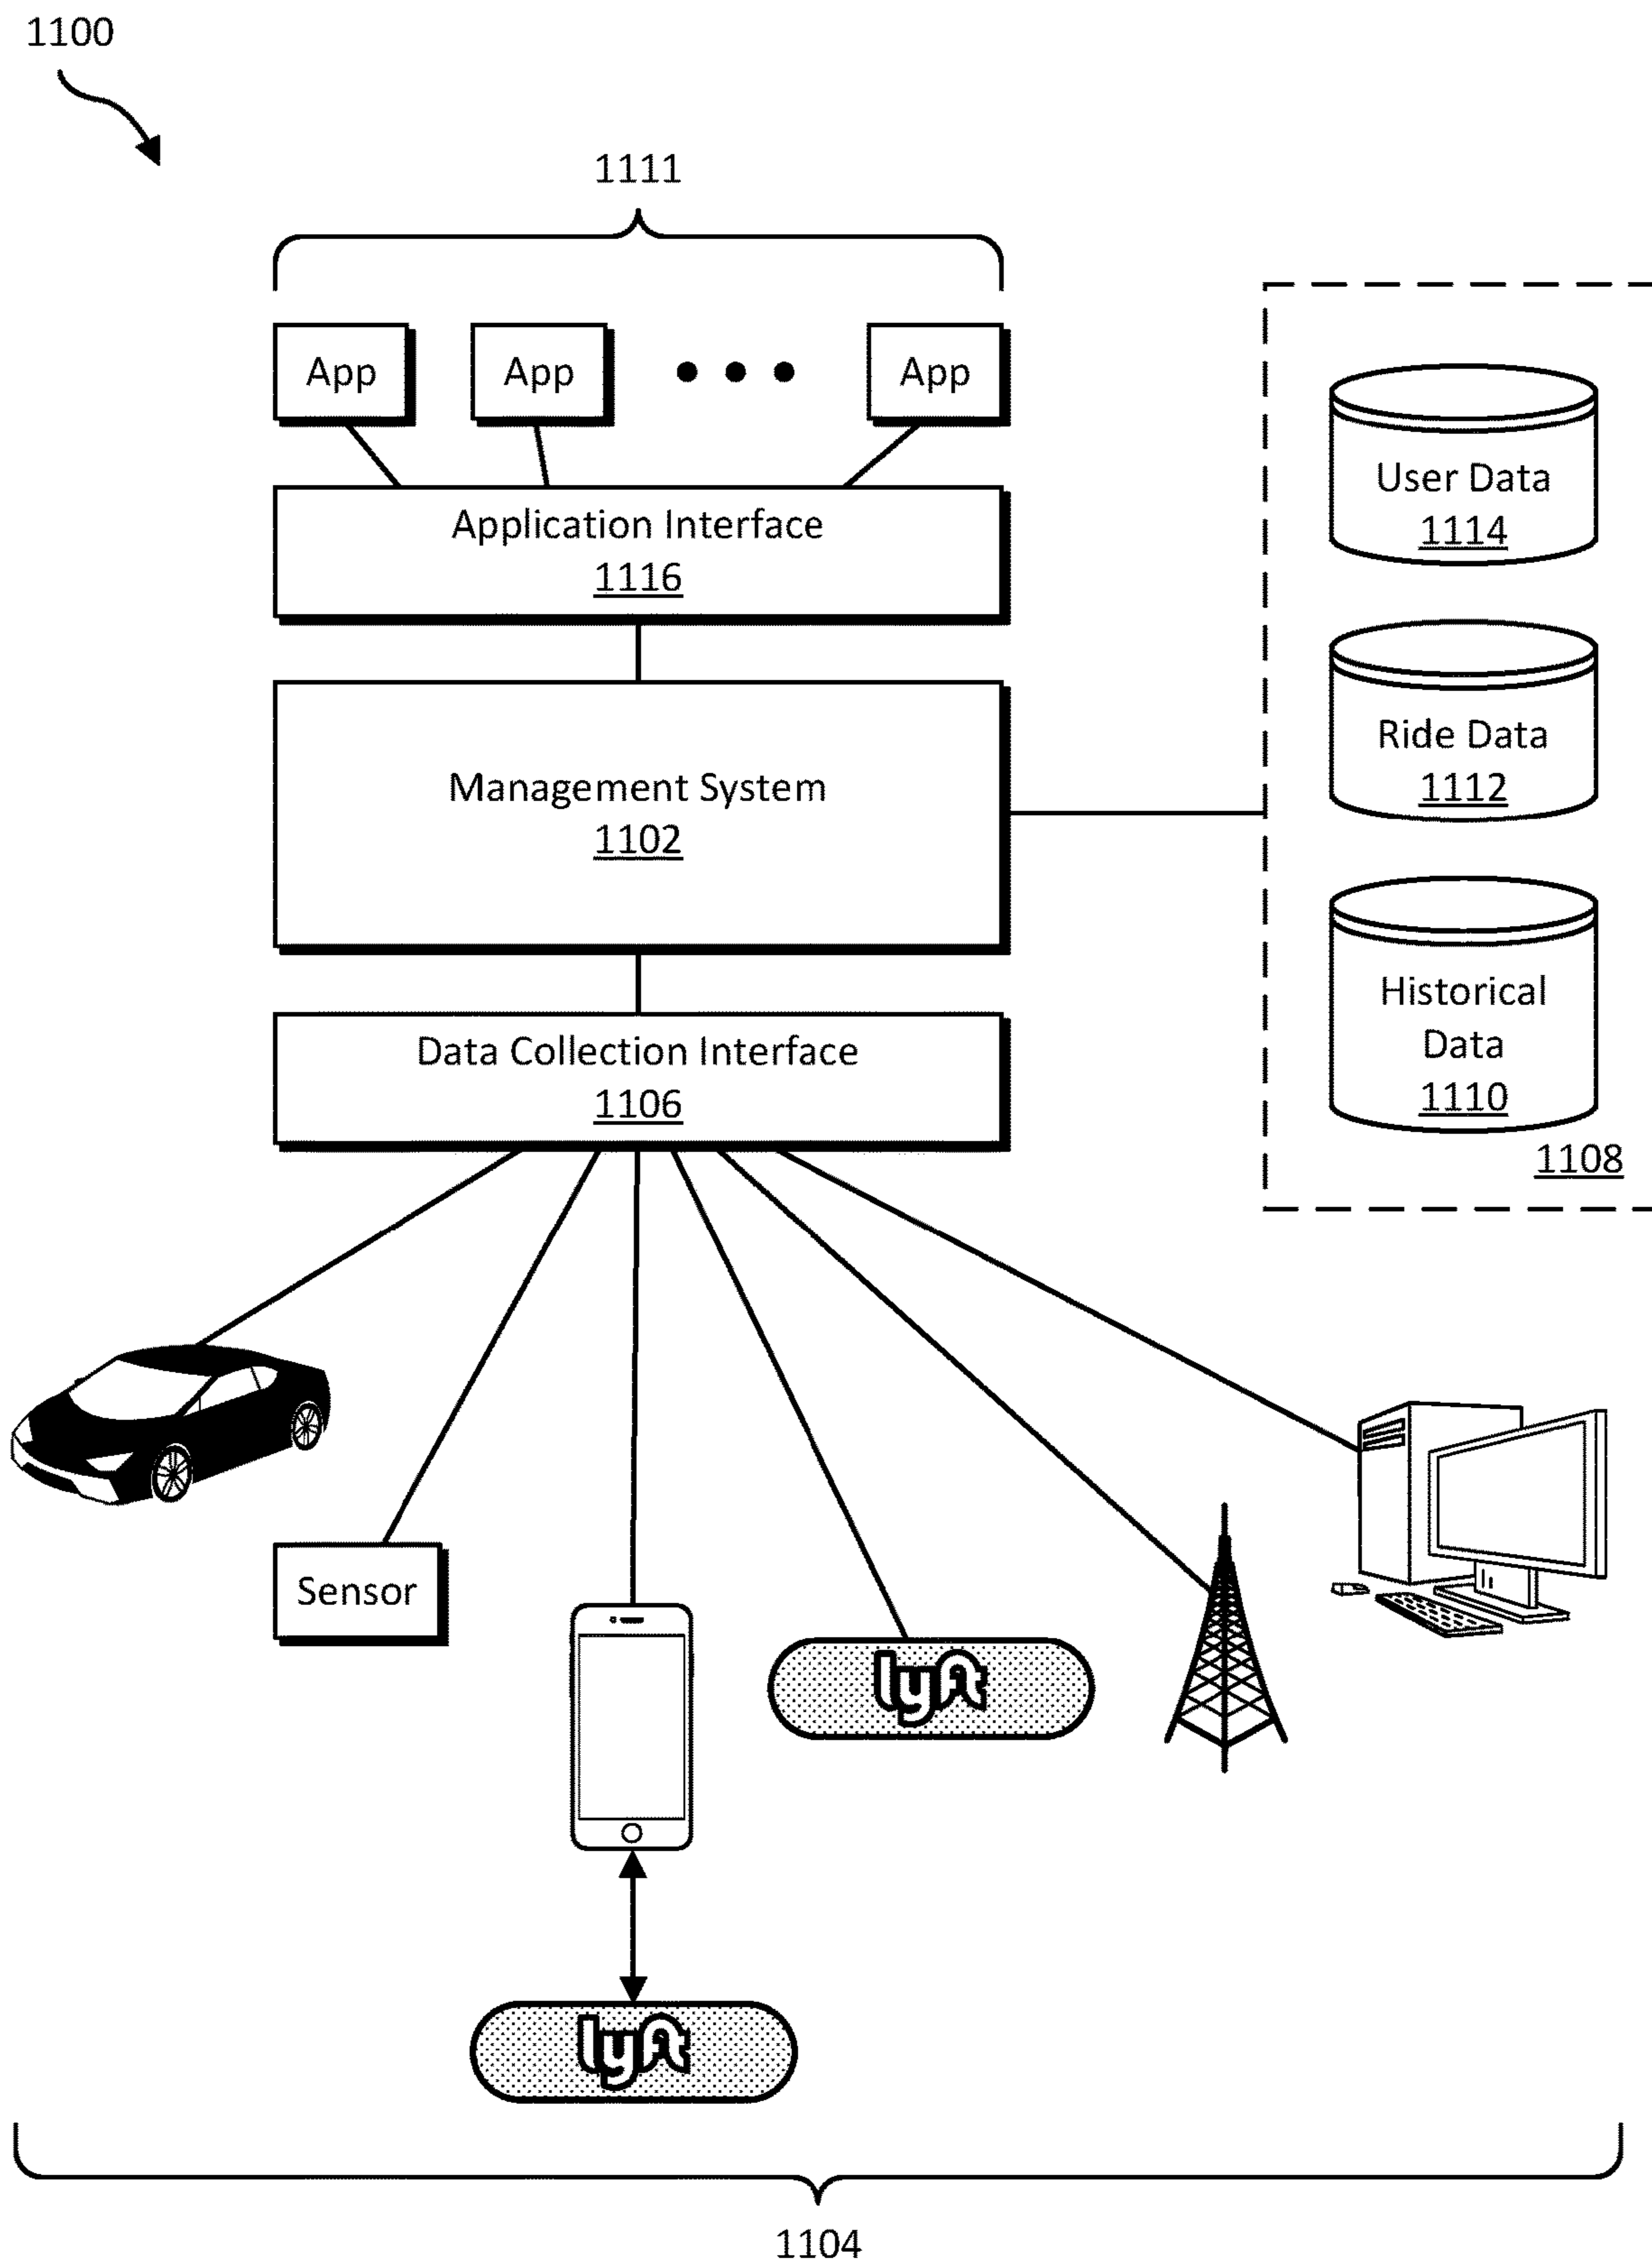 1100
1111
App App App
Application Interface
1116
Management System
1102
Data Collection Interface
1106
User Data
1114
Ride Data
1112
Historical
Data
1110
1108
Sensor
lyft
lyft
1104